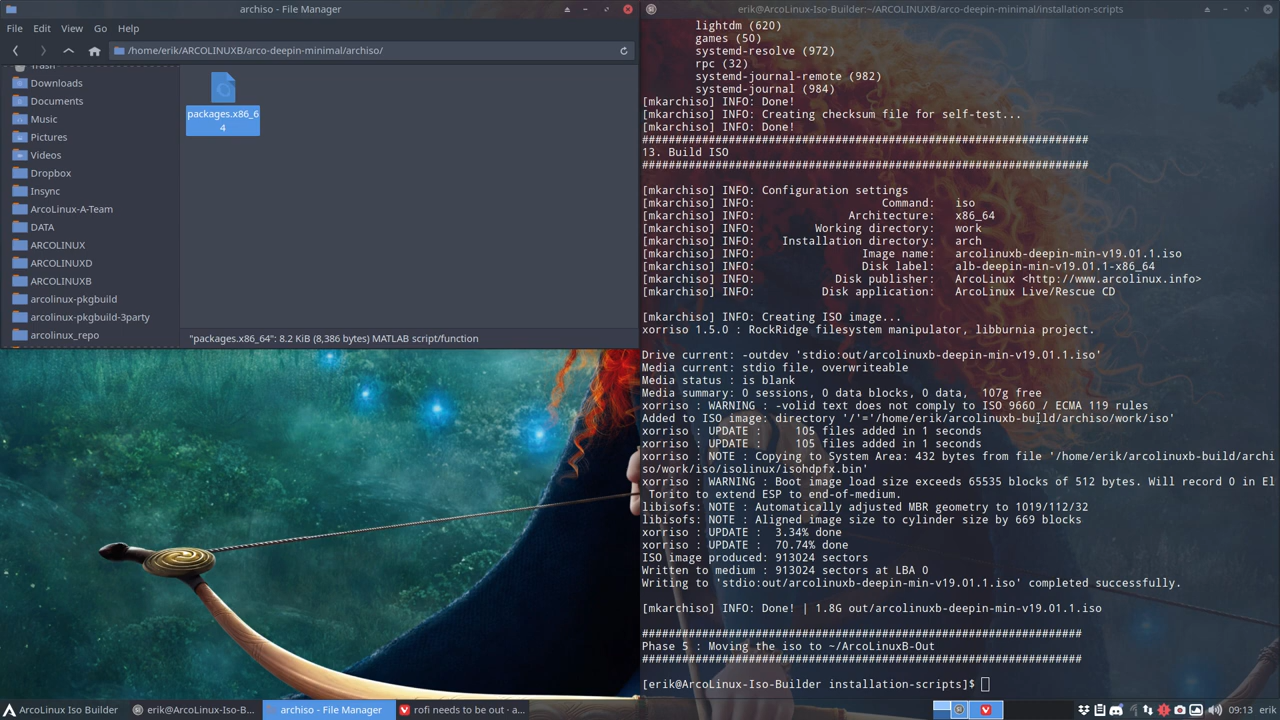 archiso - File Manager
File Edit View Go Help
/home/erik/ARCOLINUXB/arco-deepin-minimal/archiso/
Trash
Downloads
Documents
Music
Pictures
Videos
Dropbox
Insync
ArcoLinux-A-Team
DATA
ARCOLINUX
ARCOLINUXD
ARCOLINUXB
arcolinux-pkgbuild
arcolinux-pkgbuild-3party
arcolinux_repo
packages.x86_6
4
"packages.x86_64": 8.2 KiB (8,386 bytes) MATLAB script/function
erik@ArcoLinux-Iso-Builder:~/ARCOLINUXB/arco-deepin-minimal/installation-scripts
lightdm (620)
games (50)
systemd-resolve (972)
rpc (32)
systemd-journal-remote (982)
systemd-journal (984)
[mkarchiso] INFO: Done!
[mkarchiso] INFO: Creating checksum file for self-test...
[mkarchiso] INFO: Done!
###################################################################
13. Build ISO
###################################################################
[mkarchiso] INFO: Configuration settings
[mkarchiso] INFO: Command: iso
[mkarchiso] INFO: Architecture: x86_64
[mkarchiso] INFO: Working directory: work
[mkarchiso] INFO: Installation directory: arch
[mkarchiso] INFO: Image name: arcolinuxb-deepin-min-v19.01.1.iso
[mkarchiso] INFO: Disk label: alb-deepin-min-v19.01.1-x86_64
[mkarchiso] INFO: Disk publisher: ArcoLinux <http://www.arcolinux.info>
[mkarchiso] INFO: Disk application: ArcoLinux Live/Rescue CD
[mkarchiso] INFO: Creating ISO image...
xorriso 1.5.0 : RockRidge filesystem manipulator, libburnia project.
Drive current: -outdev 'stdio:out/arcolinuxb-deepin-min-v19.01.1.iso'
Media current: stdio file, overwriteable
Media status : is blank
Media summary: 0 sessions, 0 data blocks, 0 data, 107g free
xorriso : WARNING : -volid text does not comply to ISO 9660 / ECMA 119 rules
Added to ISO image: directory '/'='/home/erik/arcolinuxb-build/archiso/work/iso'
xorriso : UPDATE : 105 files added in 1 seconds
xorriso : UPDATE : 105 files added in 1 seconds
xorriso : NOTE : Copying to System Area: 432 bytes from file '/home/erik/arcolinuxb-build/archi
so/work/iso/isolinux/isohdpfx.bin'
xorriso : WARNING : Boot image load size exceeds 65535 blocks of 512 bytes. Will record 0 in El
Torito to extend ESP to end-of-medium.
libisofs: NOTE : Automatically adjusted MBR geometry to 1019/112/32
libisofs: NOTE : Aligned image size to cylinder size by 669 blocks
xorriso : UPDATE : 3.34% done
xorriso : UPDATE : 70.74% done
ISO image produced: 913024 sectors
Written to medium : 913024 sectors at LBA 0
Writing to 'stdio:out/arcolinuxb-deepin-min-v19.01.1.iso' completed successfully.
[mkarchiso] INFO: Done! | 1.8G out/arcolinuxb-deepin-min-v19.01.1.iso
##################################################################
Phase 5 : Moving the iso to ~/ArcoLinuxB-Out
##################################################################
[erik@ArcoLinux-Iso-Builder installation-scripts]$
ArcoLinux Iso Builder
erik@ArcoLinux-Iso-B...
archiso - File Manager
rofi needs to be out · a...
09:13 erik